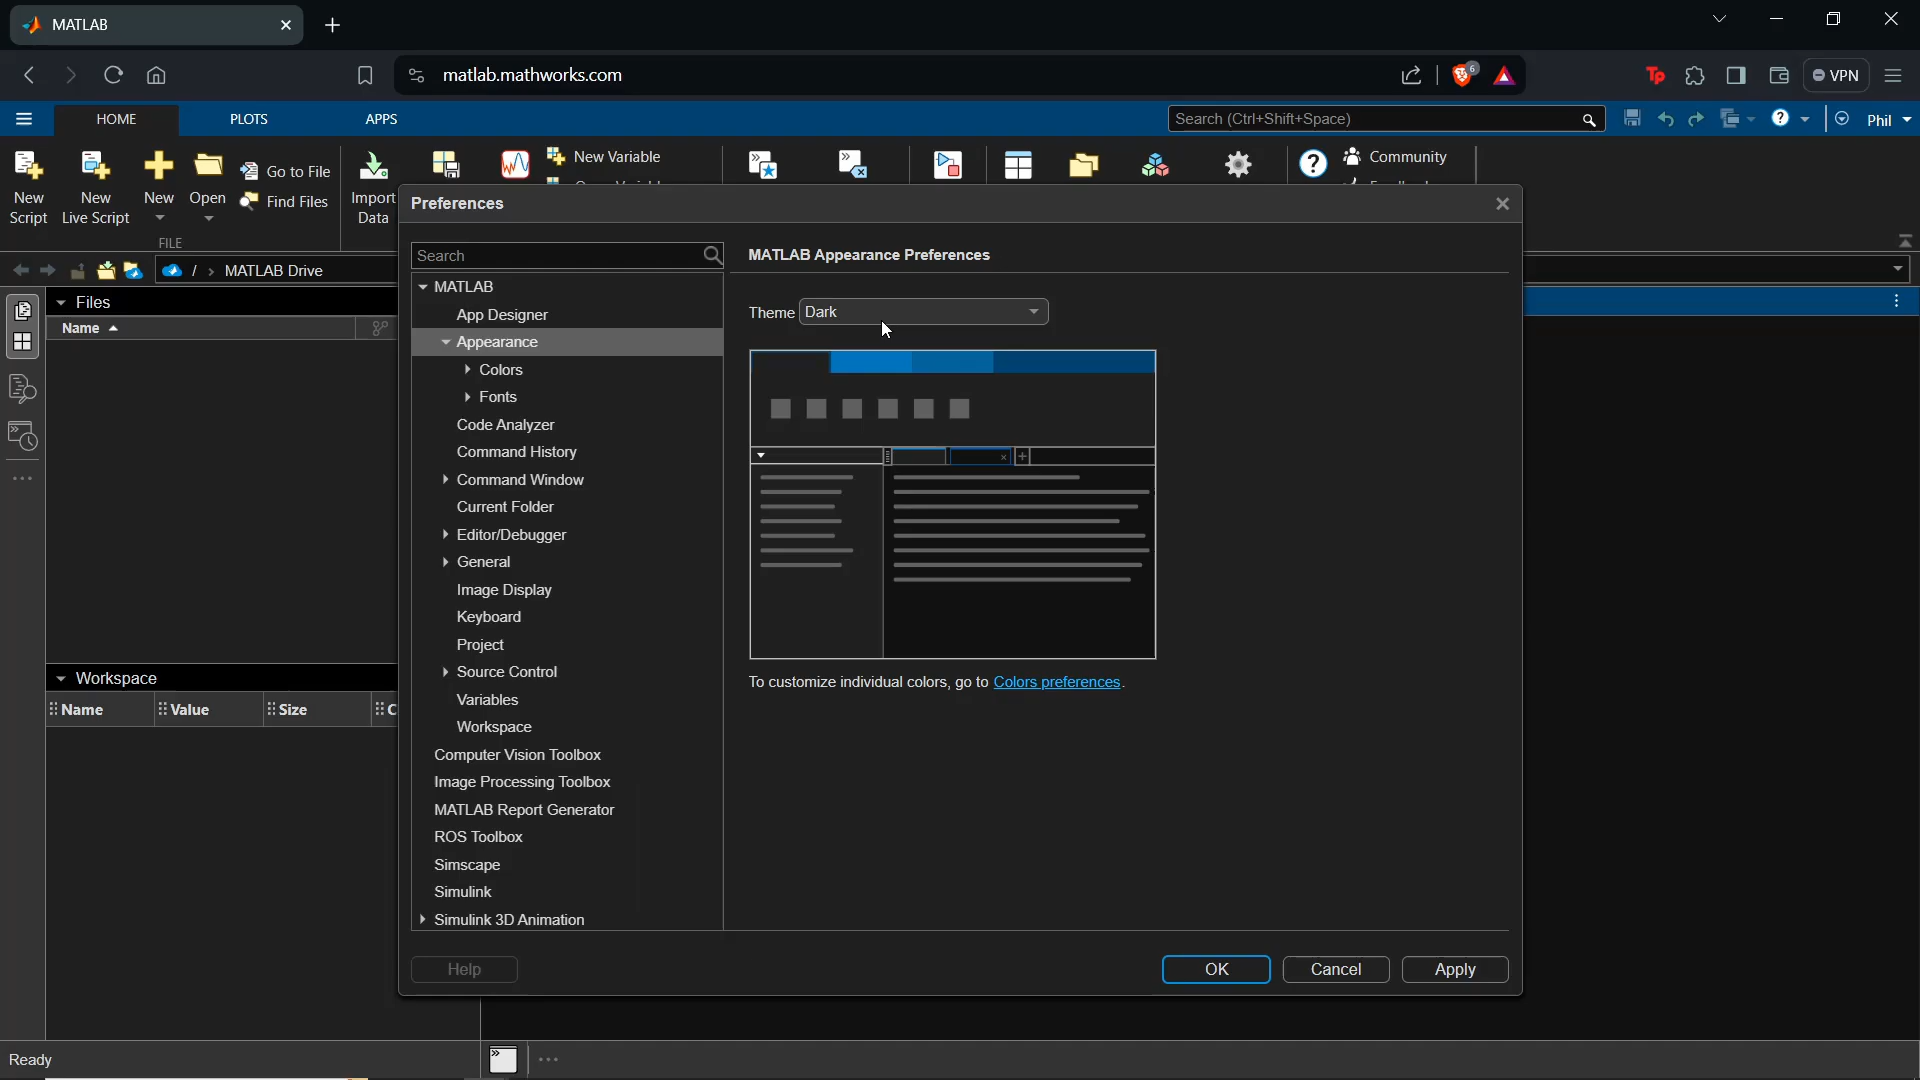 MATLAB
matlab.mathworks.com
6
VPN
HOME
PLOTS
APPS
Search (Ctrl+Shift+Space)
Phil
New Script
New Live Script
New
Open
Go to File
Find Files
FILE
Import Data
New Variable
Community
Preferences
/ > MATLAB Drive
Files
Name
Workspace
Name Value Size C
Search
MATLAB
App Designer
Appearance
Colors
Fonts
Code Analyzer
Command History
Command Window
Current Folder
Editor/Debugger
General
Image Display
Keyboard
Project
Source Control
Variables
Workspace
Computer Vision Toolbox
Image Processing Toolbox
MATLAB Report Generator
ROS Toolbox
Simscape
Simulink
Simulink 3D Animation
MATLAB Appearance Preferences
Theme Dark
To customize individual colors, go to Colors preferences.
Help
OK
Cancel
Apply
Ready